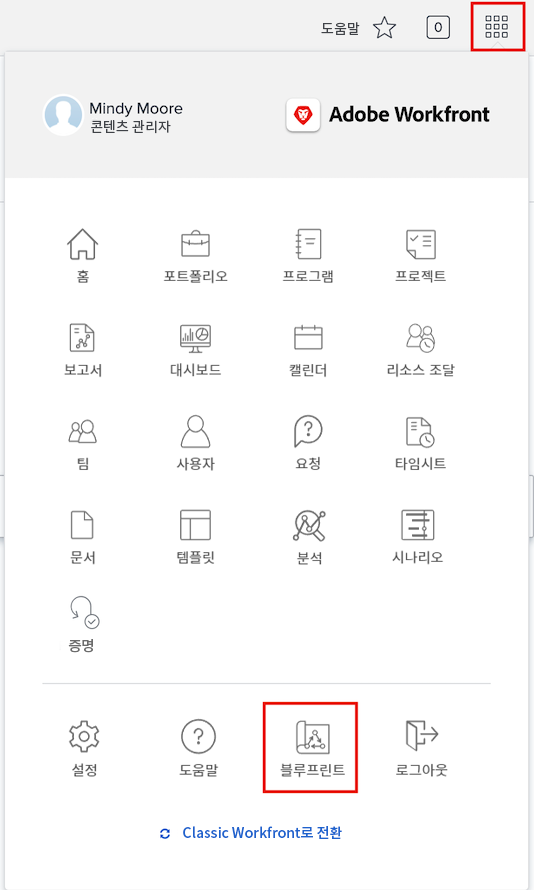 도움말
0
Mindy Moore
콘텐츠 관리자
Adobe Workfront
홈 포트폴리오 프로그램 프로젝트
보고서 대시보드 캘린더 리소스 조달
팀 사용자 요청 타임시트
문서 템플릿 분석 시나리오
증명
설정 도움말 블루프린트 로그아웃
Classic Workfront로 전환